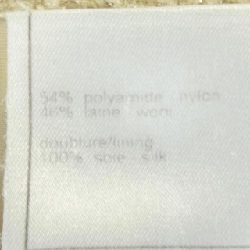 54% polyamide nylon
46% laine wool
doublure/lining
100% soie silk